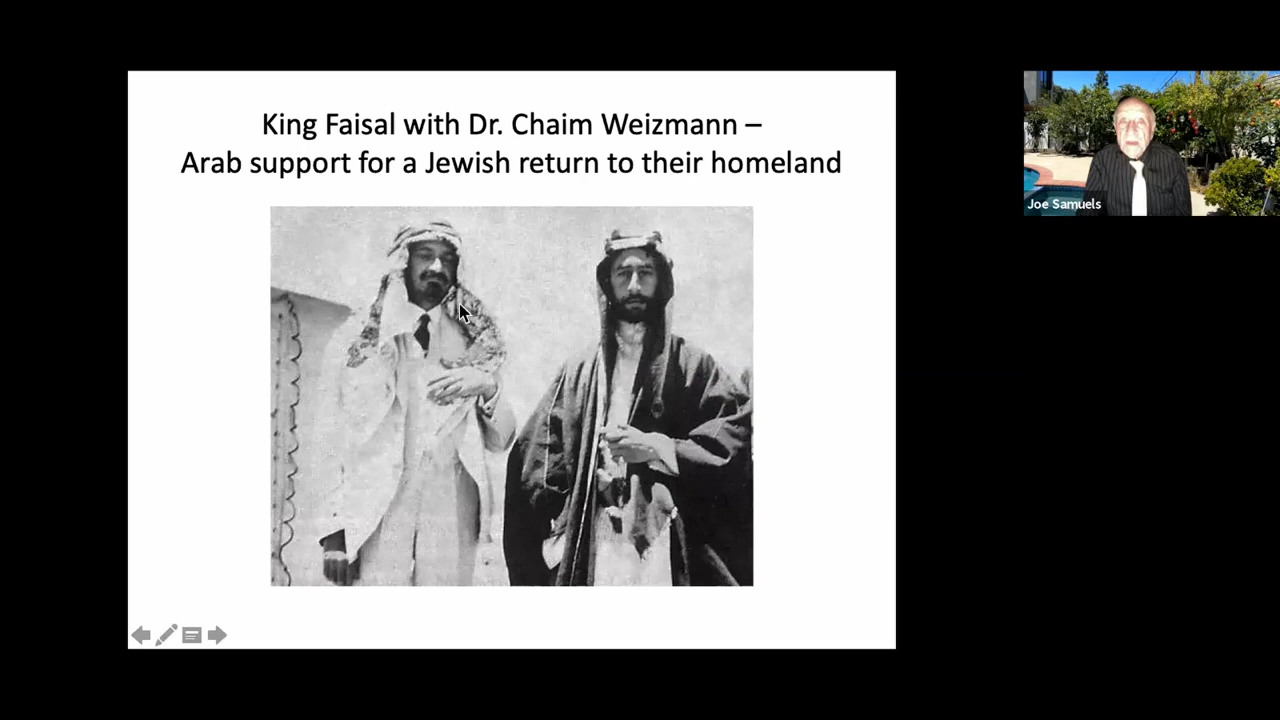 King Faisal with Dr. Chaim Weizmann –
Arab support for a Jewish return to their homeland
Joe Samuels